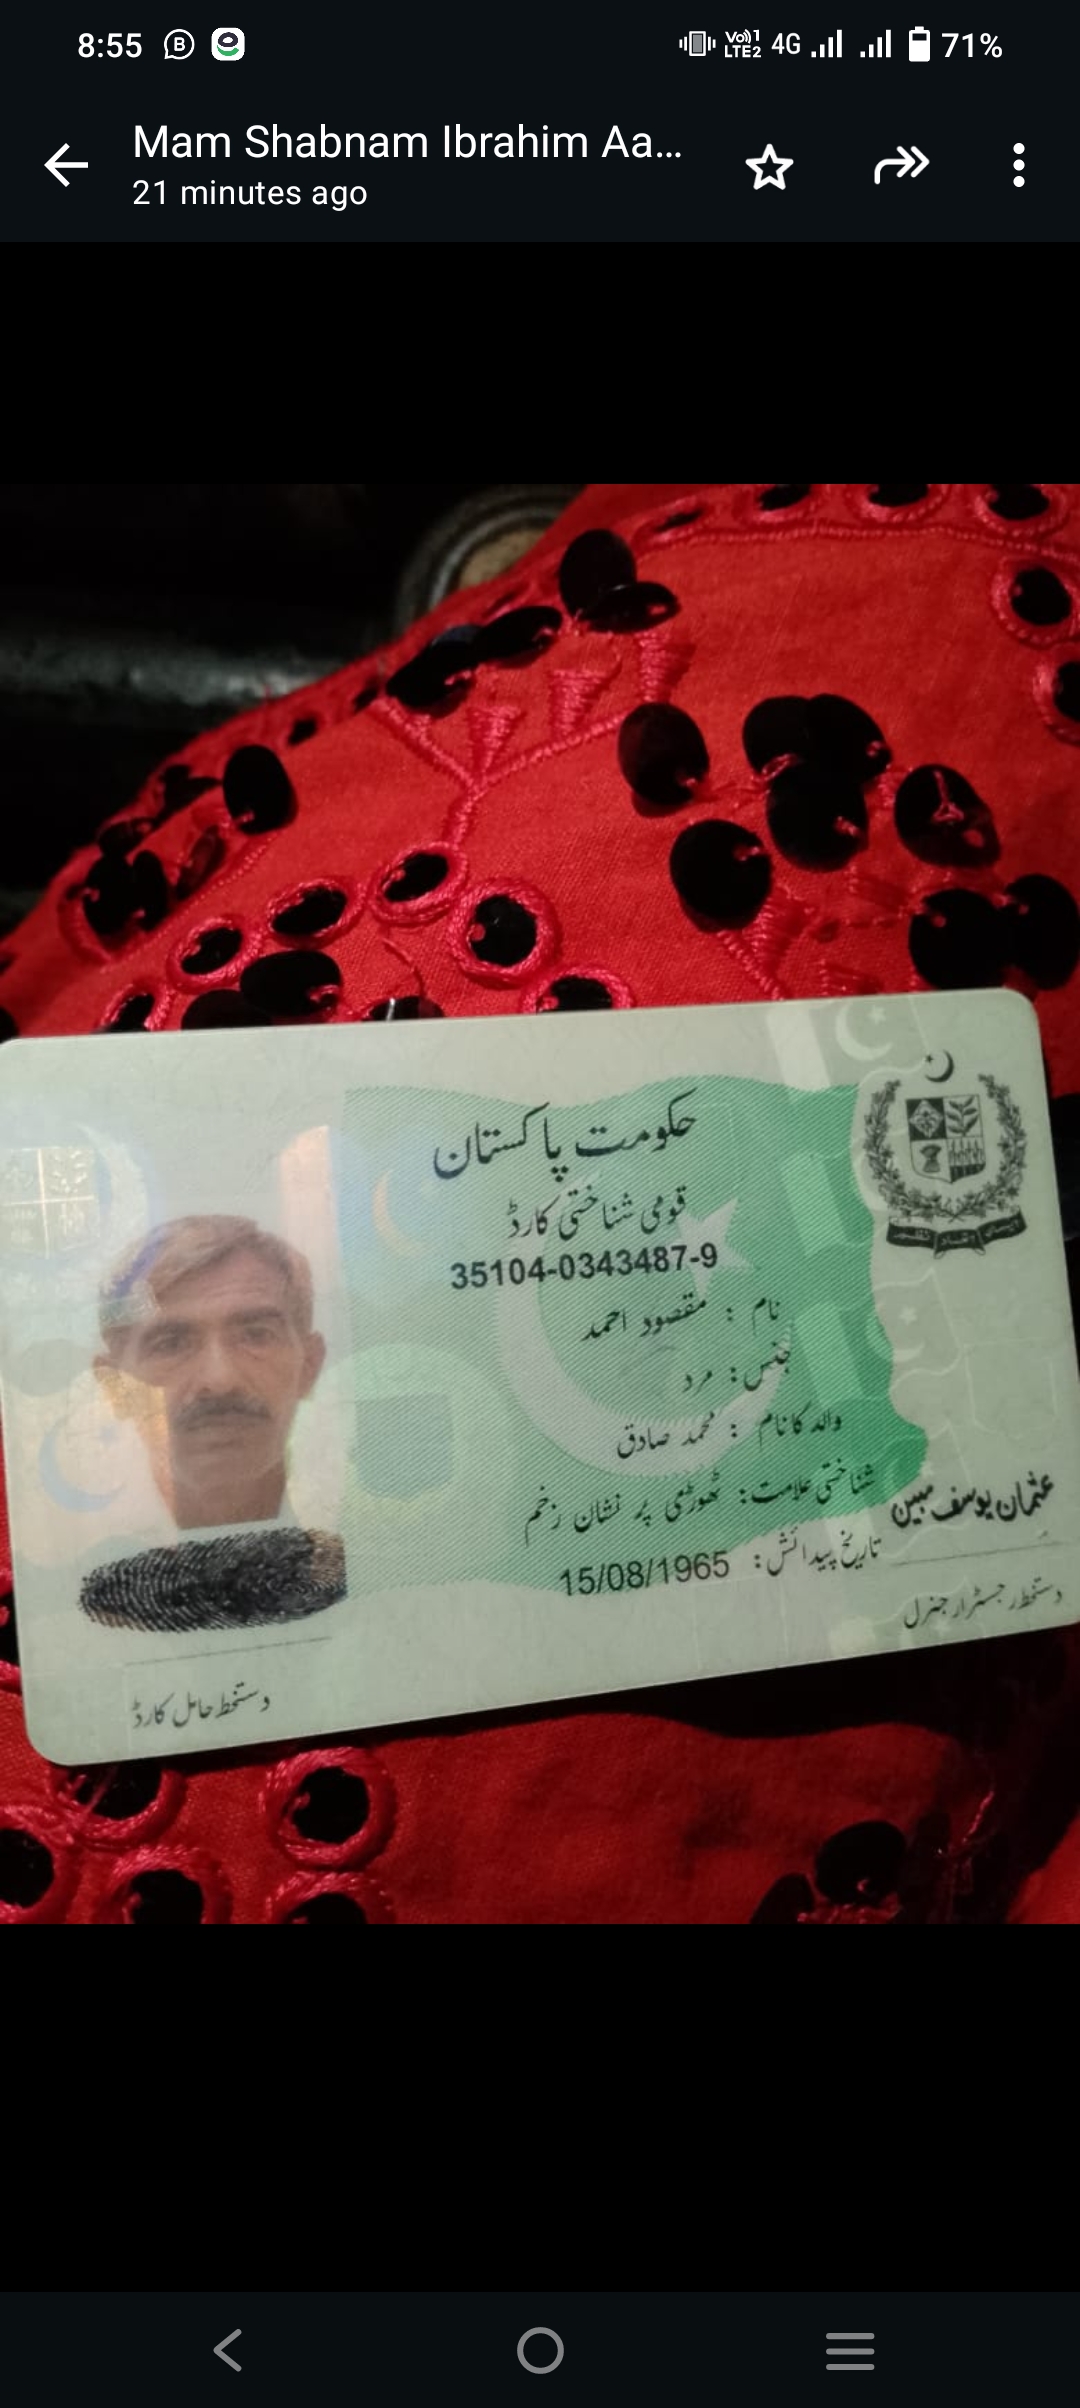 8:55
Vo)) 1 LTE2 4G 71%
Mam Shabnam Ibrahim Aa...
21 minutes ago
حکومت پاکستان
قومی شناختی کارڈ
35104-0343487-9
نام : مقصود احمد
جنس : مرد
والد کا نام : محمد صادق
شناختی علامت: ٹھوڑی پر نشان زخم
تاریخ پیدائش: 15/08/1965
عثمان یوسف مبین
دستخط رجسٹرار جنرل
دستخط حامل کارڈ